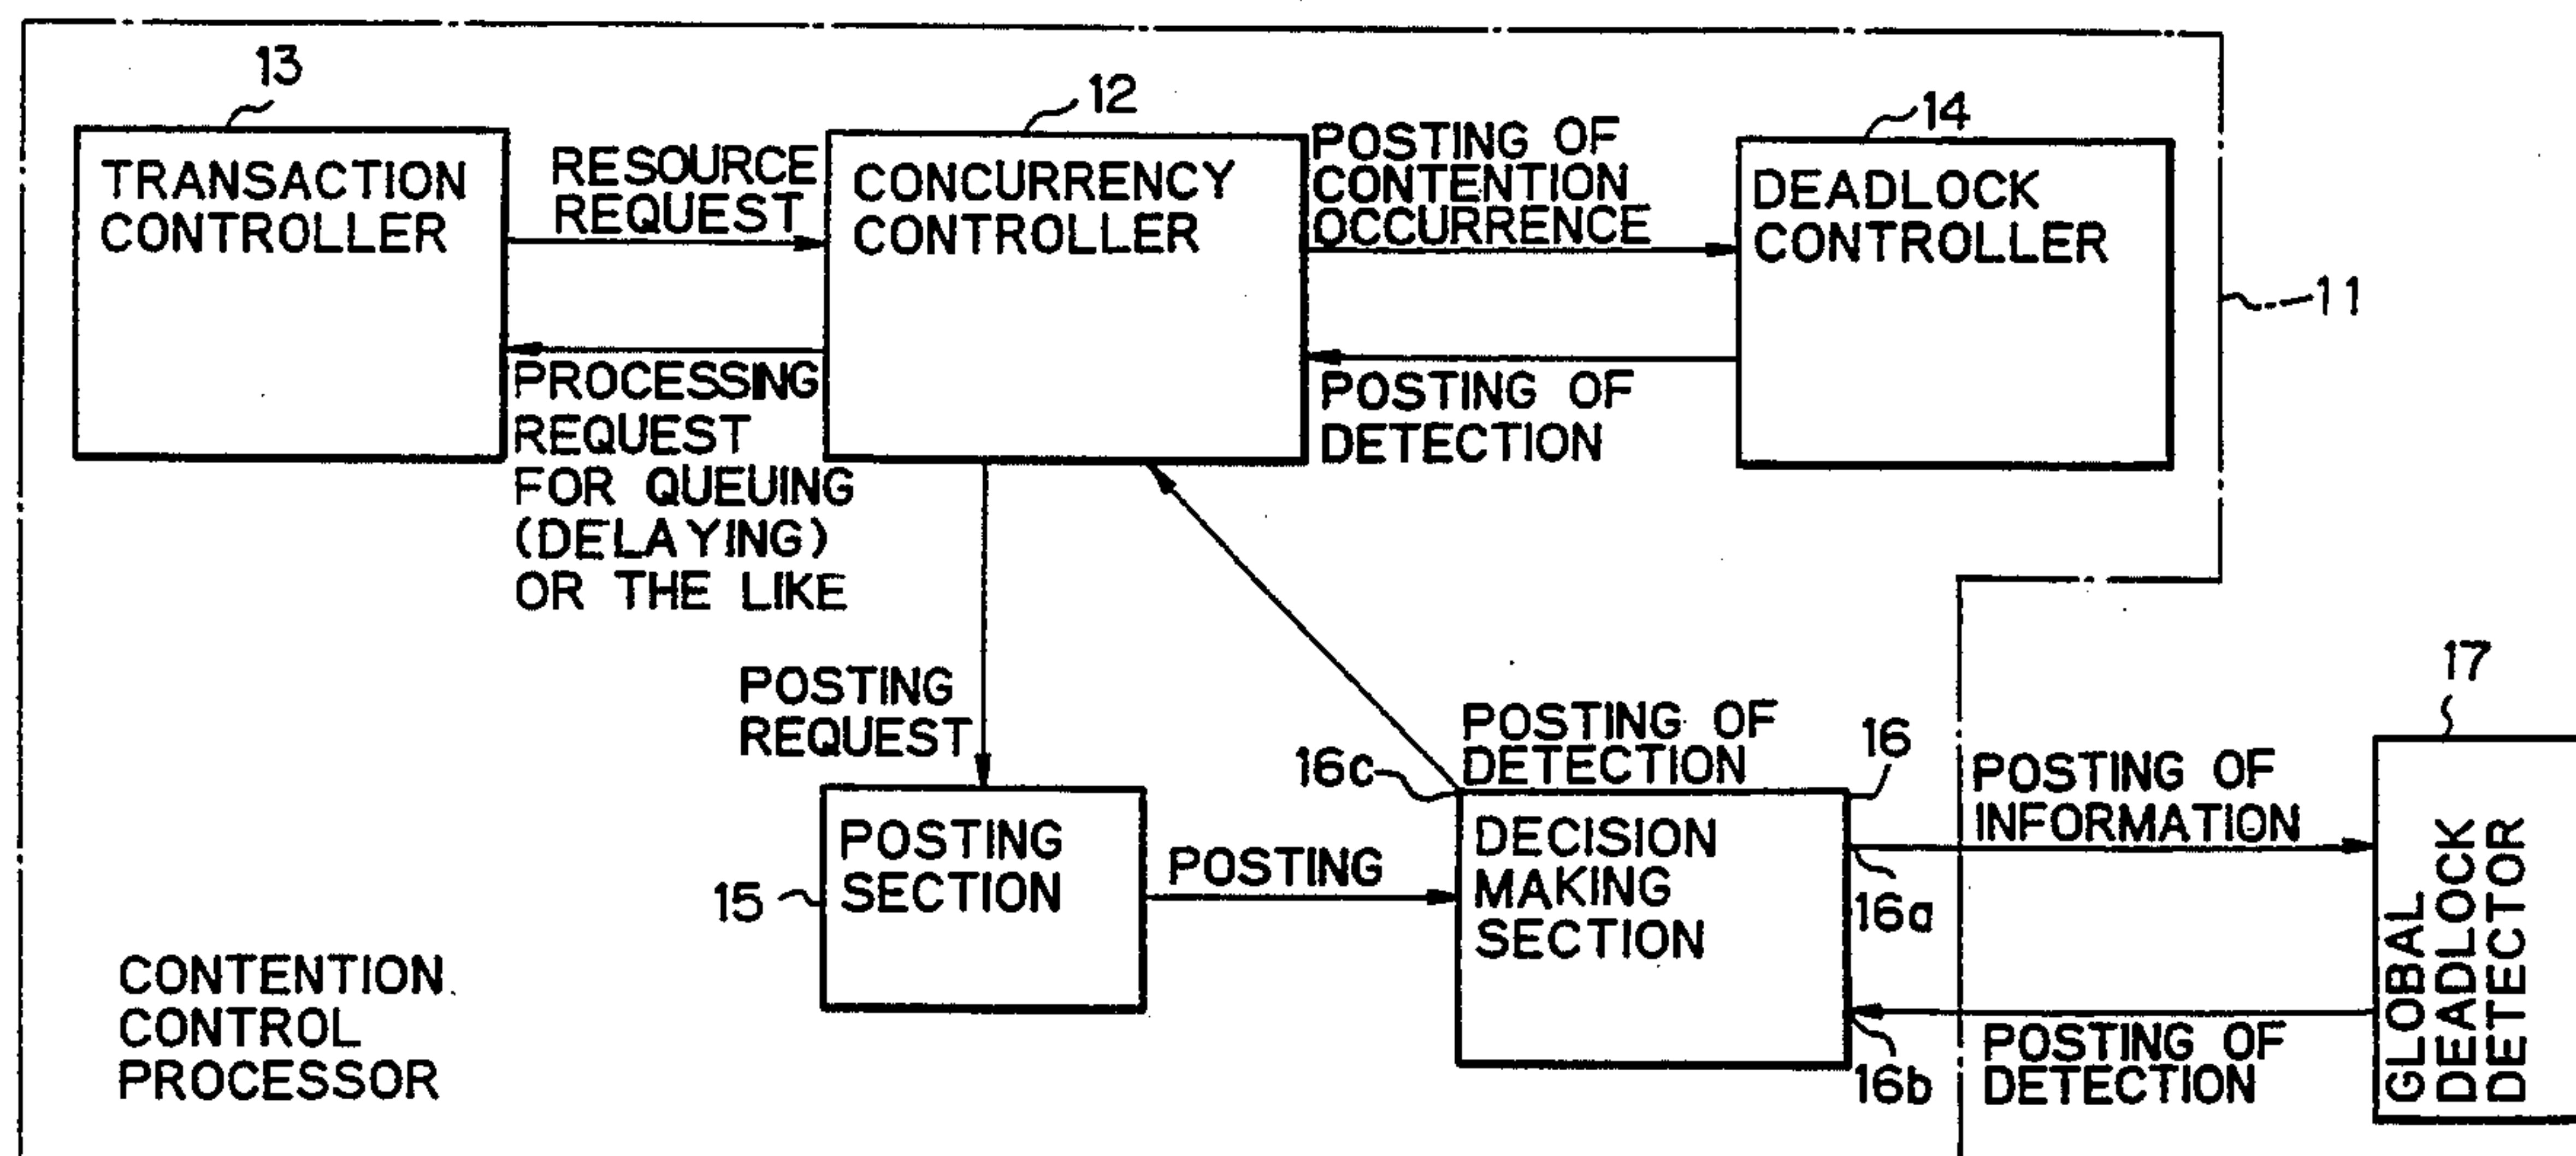 13
12
14
TRANSACTION
CONTROLLER
RESOURCE
REQUEST
CONCURRENCY
CONTROLLER
POSTING OF
CONTENTION
OCCURRENCE
DEADLOCK
CONTROLLER
11
PROCESSING
REQUEST
FOR QUEUING
(DELAYING)
OR THE LIKE
POSTING OF
DETECTION
POSTING
REQUEST
POSTING OF
DETECTION
16c
16
17
POSTING OF
INFORMATION
15
POSTING
SECTION
POSTING
DECISION
MAKING
SECTION
16a
16b
POSTING OF
DETECTION
GLOBAL
DEADLOCK
DETECTOR
CONTENTION
CONTROL
PROCESSOR